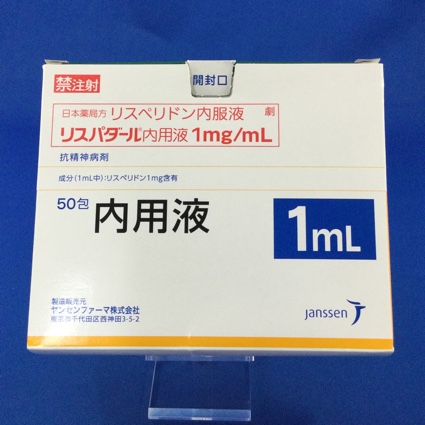 開封口
禁注射
日本薬局方 リスペリドン内服液 劇
リスパダール内用液 1mg/mL
抗精神病剤
成分(1mL中):リスペリドン1mg含有
50包 内用液 1mL
製造販売元
ヤンセンファーマ株式会社
東京都千代田区西神田3-5-2
janssen